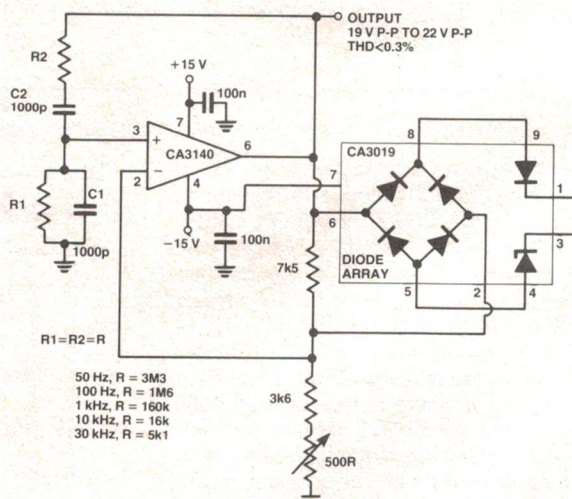 OUTPUT
19 V P-P TO 22 V P-P
THD<0.3%
R2
+15 V
100n
C2
1000p
7
3
+
CA3140
6
2
−
4
8
9
CA3019
7
1
R1
C1
6
3
−15 V
100n
1000p
7k5
DIODE
ARRAY
5
2
4
R1=R2=R
50 Hz, R = 3M3
100 Hz, R = 1M6
1 kHz, R = 160k
10 kHz, R = 16k
30 kHz, R = 5k1
3k6
500R